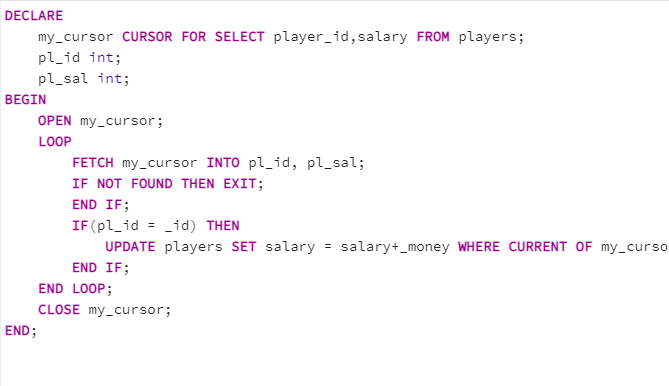 DECLARE
my_cursor CURSOR FOR SELECT player_id,salary FROM players;
pl_id int;
pl_sal int;
BEGIN
OPEN my_cursor;
LOOP
FETCH my_cursor INTO pl_id, pl_sal;
IF NOT FOUND THEN EXIT;
END IF;
IF(pl_id = _id) THEN
UPDATE players SET salary = salary+_money WHERE CURRENT OF my_curso
END IF;
END LOOP;
CLOSE my_cursor;
END;